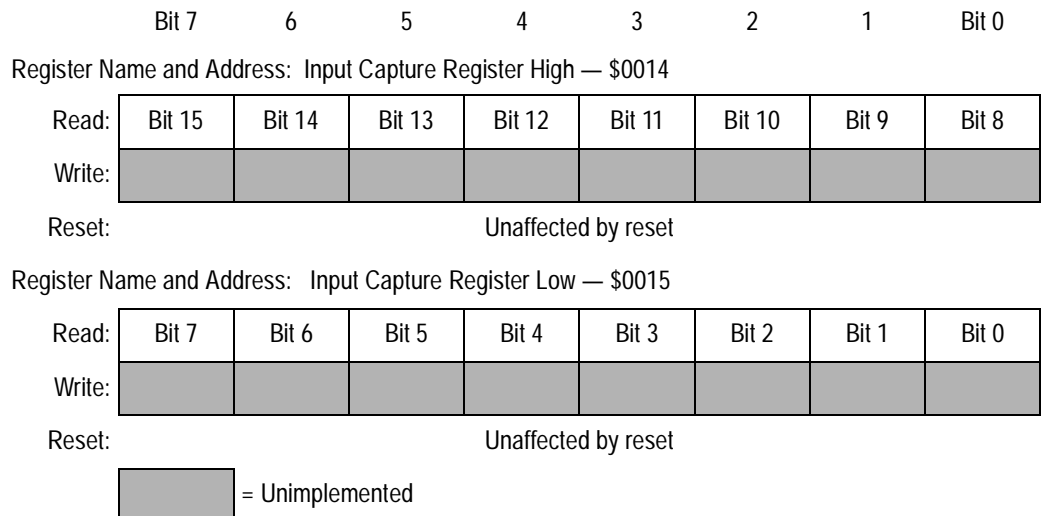 Bit 7 6 5 4 3 2 1 Bit 0
Register Name and Address: Input Capture Register High — $0014
Read: Bit 15 Bit 14 Bit 13 Bit 12 Bit 11 Bit 10 Bit 9 Bit 8
Write:
Reset: Unaffected by reset
Register Name and Address: Input Capture Register Low — $0015
Read: Bit 7 Bit 6 Bit 5 Bit 4 Bit 3 Bit 2 Bit 1 Bit 0
Write:
Reset: Unaffected by reset
= Unimplemented